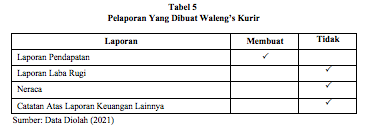 Tabel 5
Pelaporan Yang Dibuat Waleng's Kurir
Laporan Membuat Tidak
Laporan Pendapatan ✓
Laporan Laba Rugi ✓
Neraca ✓
Catatan Atas Laporan Keuangan Lainnya ✓
Sumber: Data Diolah (2021)